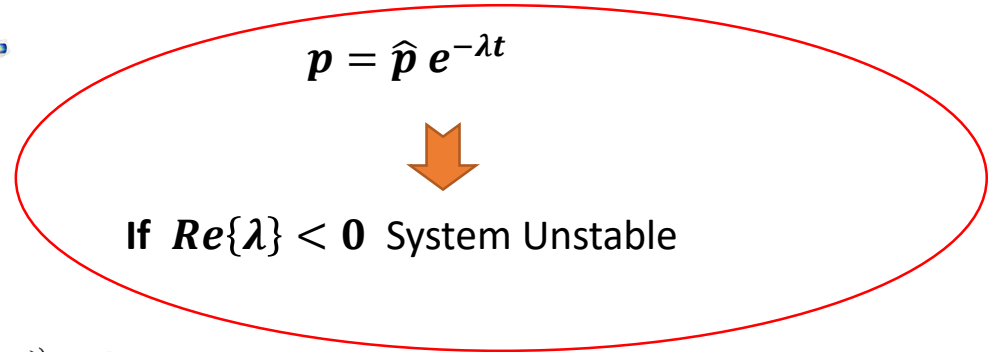 p = p̂ e^{−λt}
If Re{λ} < 0 System Unstable